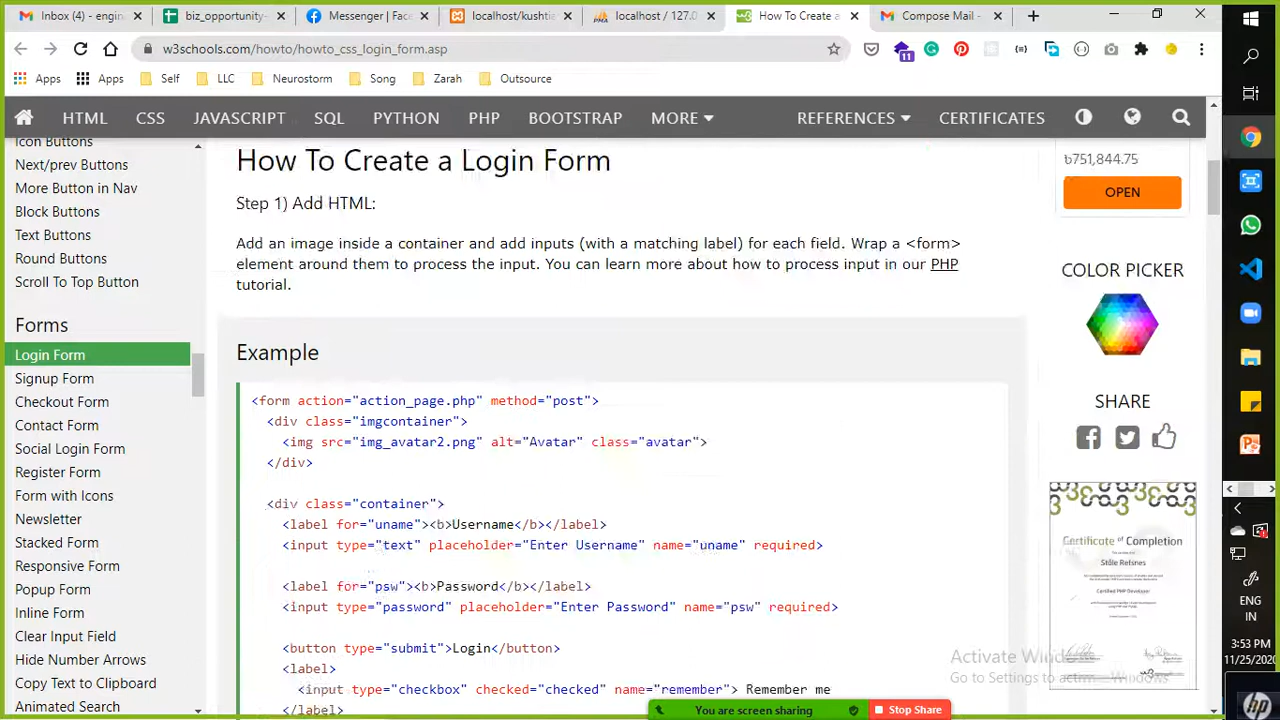 Inbox (4) - engin
biz_opportunity-
Messenger | Face
localhost/kushti
localhost / 127.0
How To Create a
Compose Mail -
w3schools.com/howto/howto_css_login_form.asp
11
Apps
Apps
Self
LLC
Neurostorm
Song
Zarah
Outsource
HTML
CSS
JAVASCRIPT
SQL
PYTHON
PHP
BOOTSTRAP
MORE
REFERENCES
CERTIFICATES
Icon Buttons
Next/prev Buttons
More Button in Nav
Block Buttons
Text Buttons
Round Buttons
Scroll To Top Button
Forms
Login Form
Signup Form
Checkout Form
Contact Form
Social Login Form
Register Form
Form with Icons
Newsletter
Stacked Form
Responsive Form
Popup Form
Inline Form
Clear Input Field
Hide Number Arrows
Copy Text to Clipboard
Animated Search
How To Create a Login Form
Step 1) Add HTML:
Add an image inside a container and add inputs (with a matching label) for each field. Wrap a <form>
element around them to process the input. You can learn more about how to process input in our PHP
tutorial.
Example
<form action="action_page.php" method="post">
<div class="imgcontainer">
<img src="img_avatar2.png" alt="Avatar" class="avatar">
</div>
<div class="container">
<label for="uname"><b>Username</b></label>
<input type="text" placeholder="Enter Username" name="uname" required>
<label for="psw"><b>Password</b></label>
<input type="password" placeholder="Enter Password" name="psw" required>
<button type="submit">Login</button>
<label>
<input type="checkbox" checked="checked" name="remember"> Remember me
</label>
৳751,844.75
OPEN
COLOR PICKER
SHARE
Certificate of Completion
Ståle Refsnes
Certified PHP Developer
Activate Windows
Go to Settings to activate Windows
You are screen sharing
Stop Share
ENG
IN
3:53 PM
11/25/2020
hp